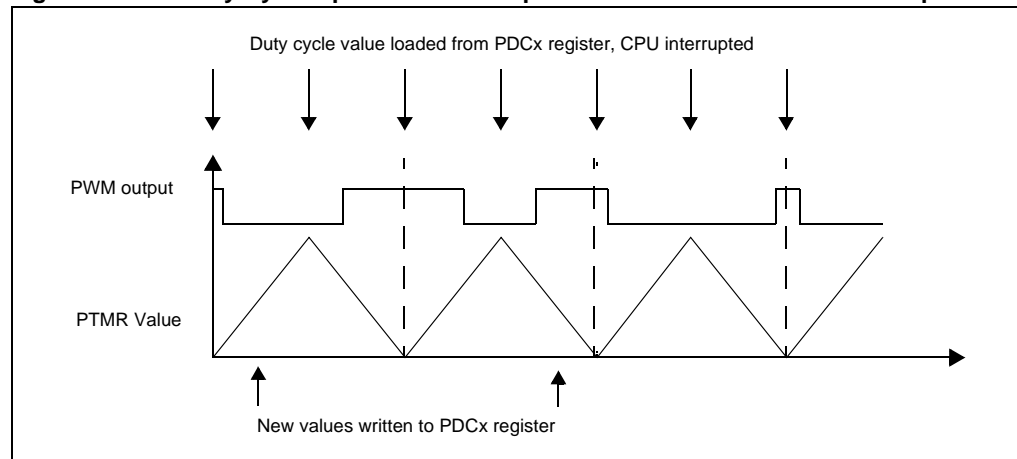 Duty cycle value loaded from PDCx register, CPU interrupted
PWM output
PTMR Value
New values written to PDCx register